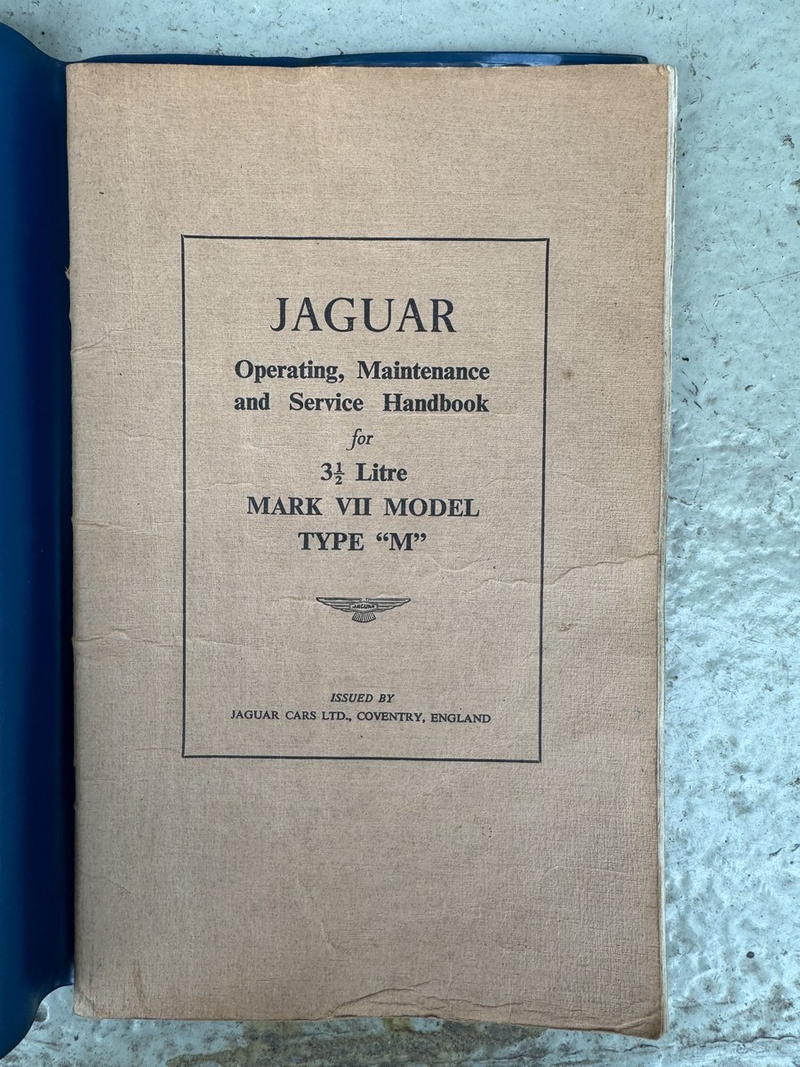 JAGUAR
Operating, Maintenance
and Service Handbook
for
3½ Litre
MARK VII MODEL
TYPE “M”
JAGUAR
ISSUED BY
JAGUAR CARS LTD., COVENTRY, ENGLAND